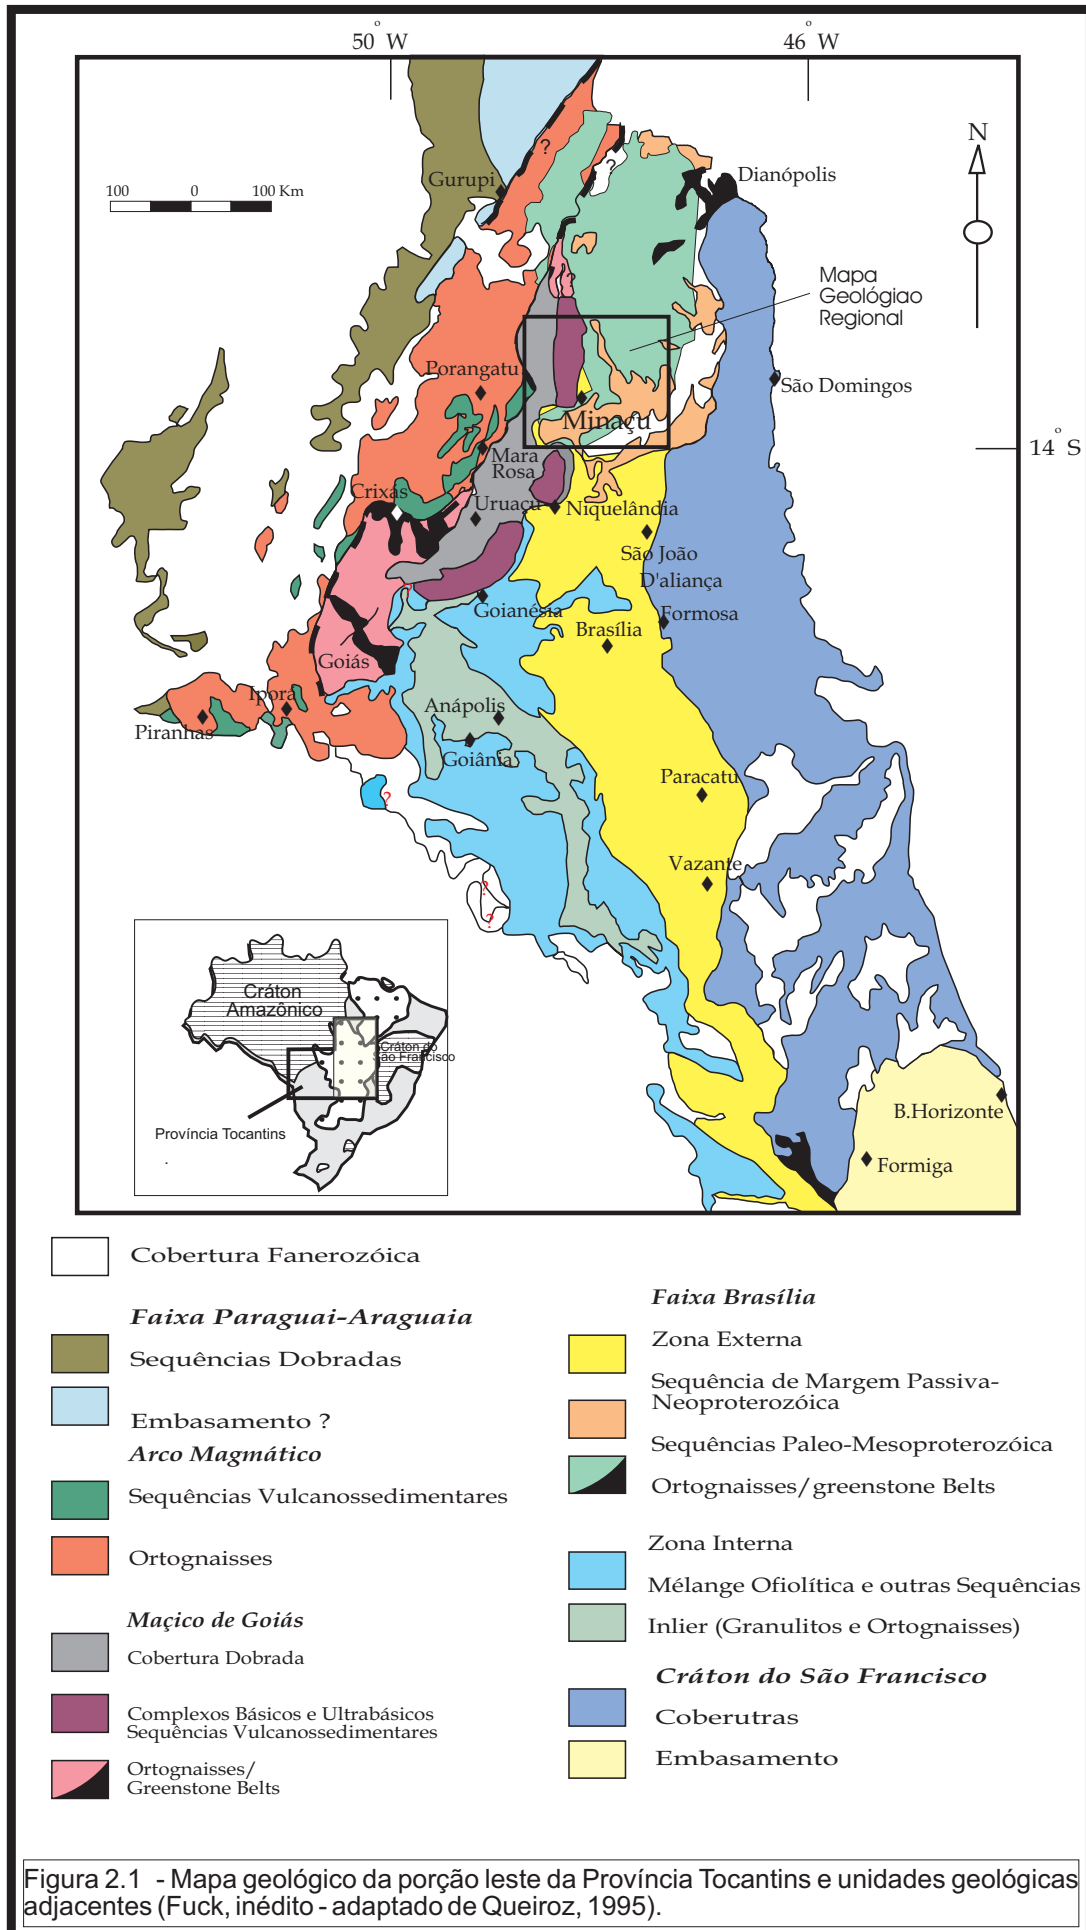 50° W
46° W
N
100 0 100 Km
Gurupi
?
?
Dianópolis
Mapa
Geológiao
Regional
?
Porangatu
São Domingos
Minaçu
14° S
Mara
Rosa
Crixás
Uruaçu
Niquelândia
São João
D'aliança
?
Goianésia
Formosa
Brasília
Goiás
Iporá
Anápolis
Piranhas
Goiânia
Paracatu
?
Vazante
?
?
Cráton
Amazônico
Cráton do
São Francisco
Província Tocantins
B.Horizonte
Formiga
Cobertura Fanerozóica
Faixa Paraguai-Araguaia
Sequências Dobradas
Embasamento ?
Arco Magmático
Sequências Vulcanossedimentares
Ortognaisses
Maçico de Goiás
Cobertura Dobrada
Complexos Básicos e Ultrabásicos
Sequências Vulcanossedimentares
Ortognaisses/
Greenstone Belts
Faixa Brasília
Zona Externa
Sequência de Margem Passiva-
Neoproterozóica
Sequências Paleo-Mesoproterozóica
Ortognaisses/greenstone Belts
Zona Interna
Mélange Ofiolítica e outras Sequências
Inlier (Granulitos e Ortognaisses)
Cráton do São Francisco
Coberutras
Embasamento
Figura 2.1 - Mapa geológico da porção leste da Província Tocantins e unidades geológicas
adjacentes (Fuck, inédito - adaptado de Queiroz, 1995).